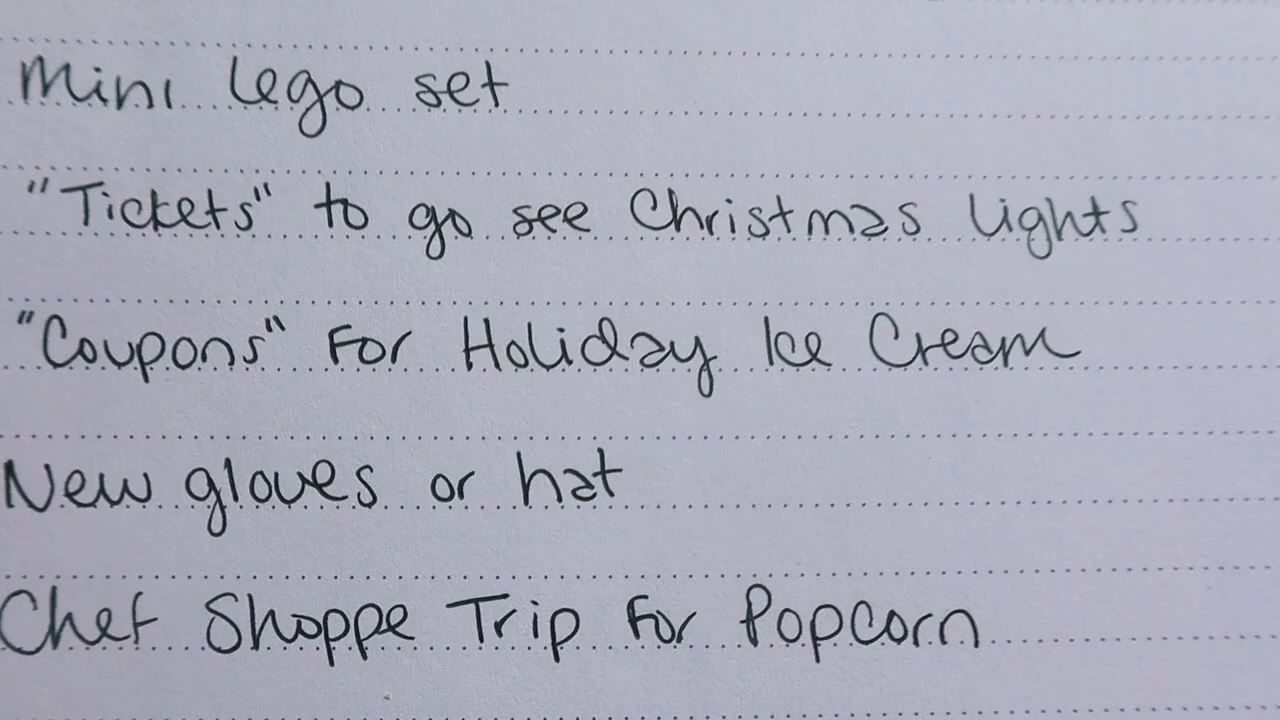 Mini Lego set
"Tickets" to go see Christmas lights
"Coupons" For Holiday Ice Cream
New gloves or hat
Chef Shoppe Trip For Popcorn